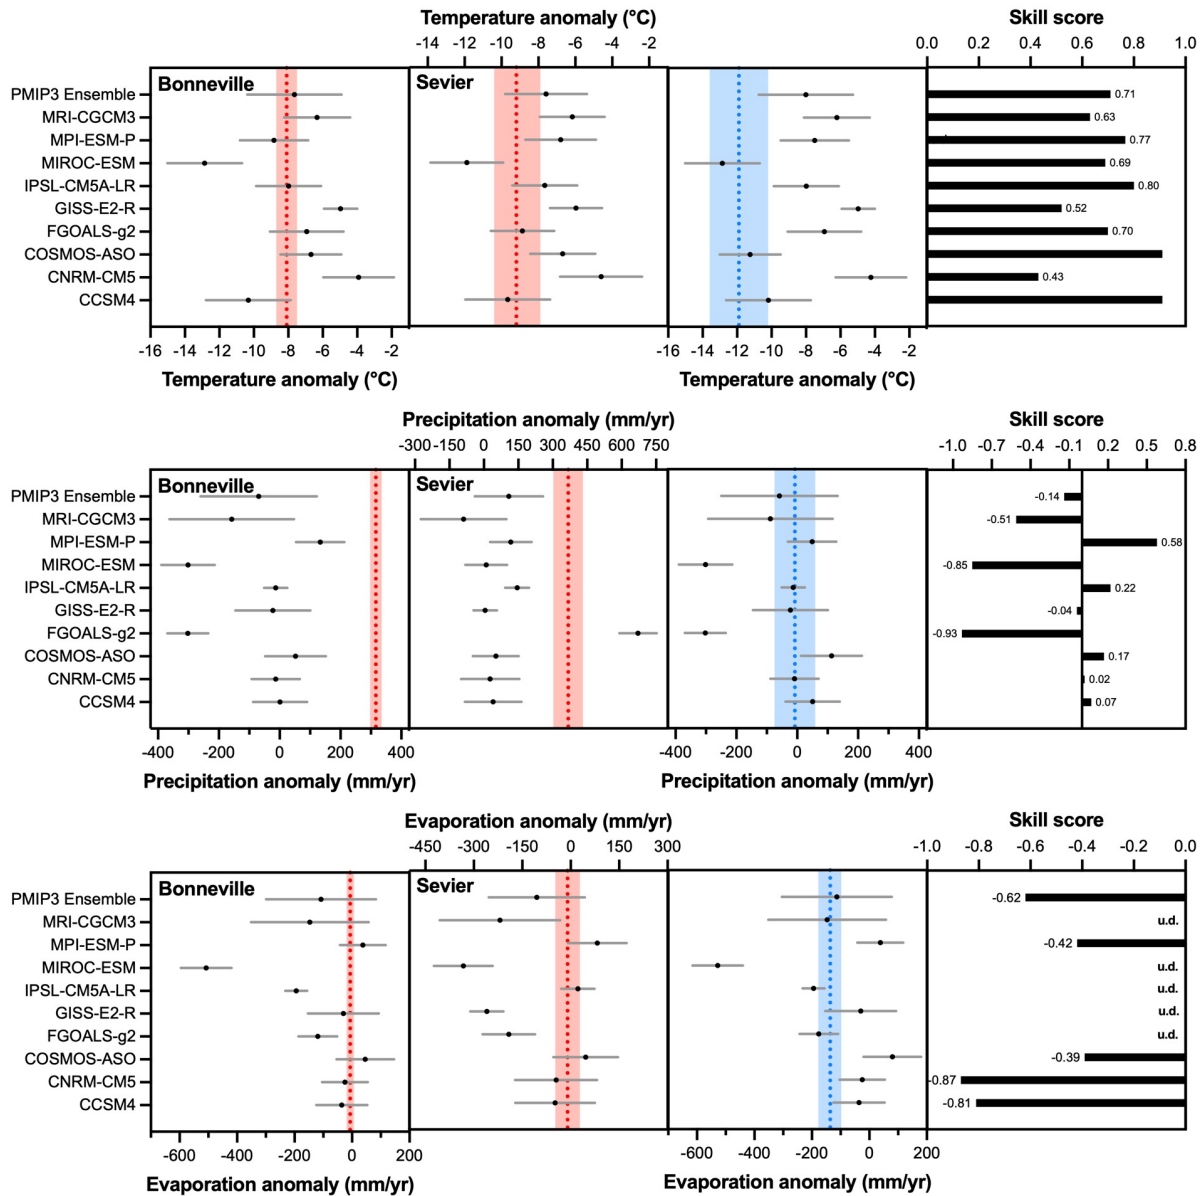 Temperature anomaly (°C)
Skill score
-14 -12 -10 -8 -6 -4 -2
0.0 0.2 0.4 0.6 0.8 1.0
Bonneville
Sevier
PMIP3 Ensemble
0.71
MRI-CGCM3
0.63
MPI-ESM-P
0.77
MIROC-ESM
0.69
IPSL-CM5A-LR
0.80
GISS-E2-R
0.52
FGOALS-g2
0.70
COSMOS-ASO
CNRM-CM5
0.43
CCSM4
-16 -14 -12 -10 -8 -6 -4 -2
-16 -14 -12 -10 -8 -6 -4 -2
Temperature anomaly (°C)
Temperature anomaly (°C)
Precipitation anomaly (mm/yr)
Skill score
-300 -150 0 150 300 450 600 750
-1.0 -0.7 -0.4 -0.1 0.2 0.5 0.8
Bonneville
Sevier
PMIP3 Ensemble
-0.14
MRI-CGCM3
-0.51
MPI-ESM-P
0.58
MIROC-ESM
-0.85
IPSL-CM5A-LR
0.22
GISS-E2-R
-0.04
FGOALS-g2
-0.93
COSMOS-ASO
0.17
CNRM-CM5
0.02
CCSM4
0.07
-400 -200 0 200 400
-400 -200 0 200 400
Precipitation anomaly (mm/yr)
Precipitation anomaly (mm/yr)
Evaporation anomaly (mm/yr)
Skill score
-450 -300 -150 0 150 300
-1.0 -0.8 -0.6 -0.4 -0.2 0.0
Bonneville
Sevier
PMIP3 Ensemble
-0.62
MRI-CGCM3
u.d.
MPI-ESM-P
-0.42
MIROC-ESM
u.d.
IPSL-CM5A-LR
u.d.
GISS-E2-R
u.d.
FGOALS-g2
u.d.
COSMOS-ASO
-0.39
CNRM-CM5
-0.87
CCSM4
-0.81
-600 -400 -200 0 200
-600 -400 -200 0 200
Evaporation anomaly (mm/yr)
Evaporation anomaly (mm/yr)